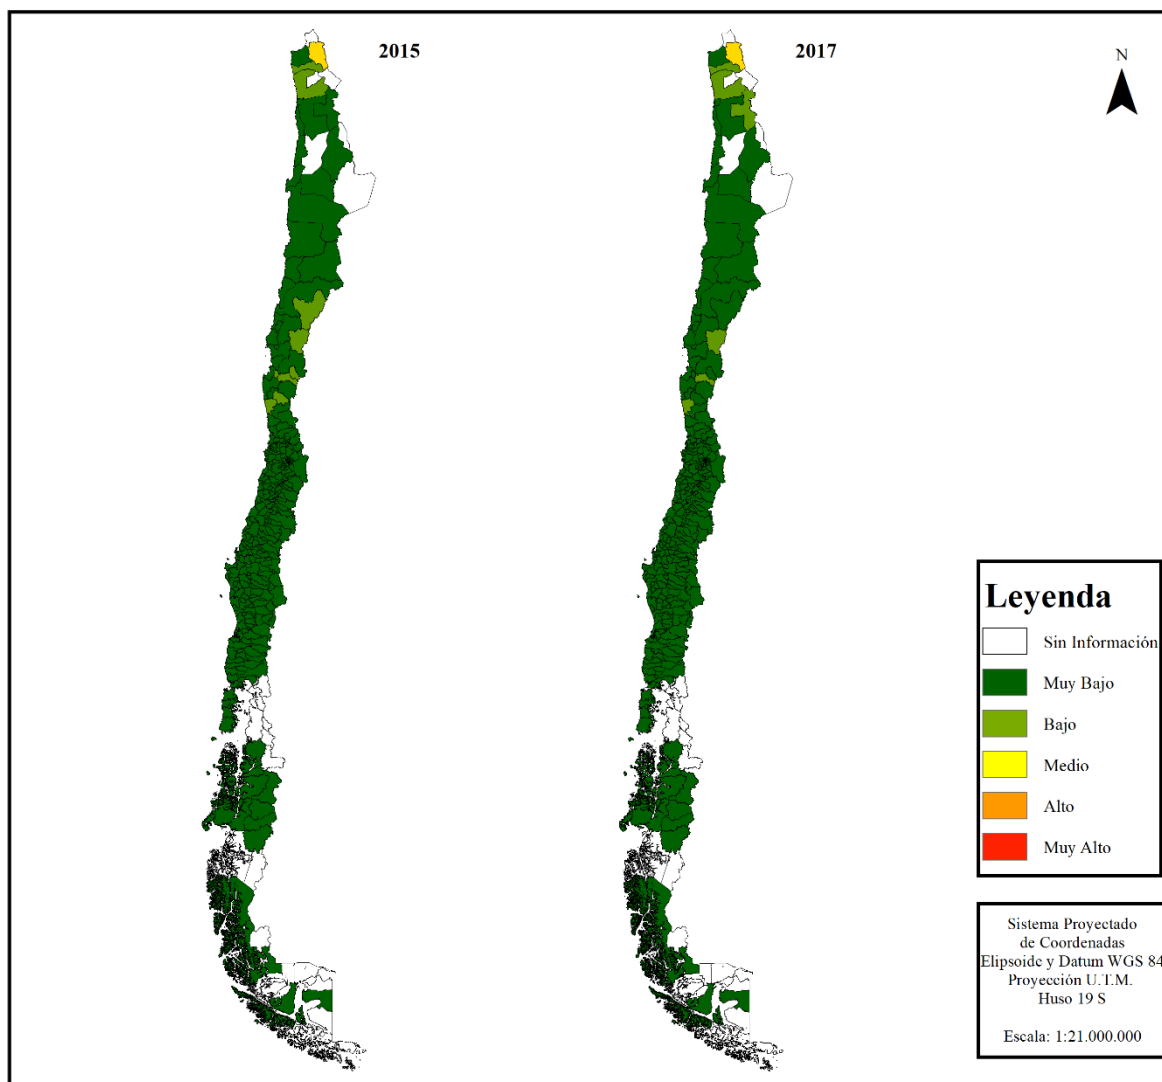 2015
2017
N
Leyenda
Sin Información
Muy Bajo
Bajo
Medio
Alto
Muy Alto
Sistema Proyectado
de Coordenadas
Elipsoide y Datum WGS 84
Proyección U.T.M.
Huso 19 S
Escala: 1:21.000.000